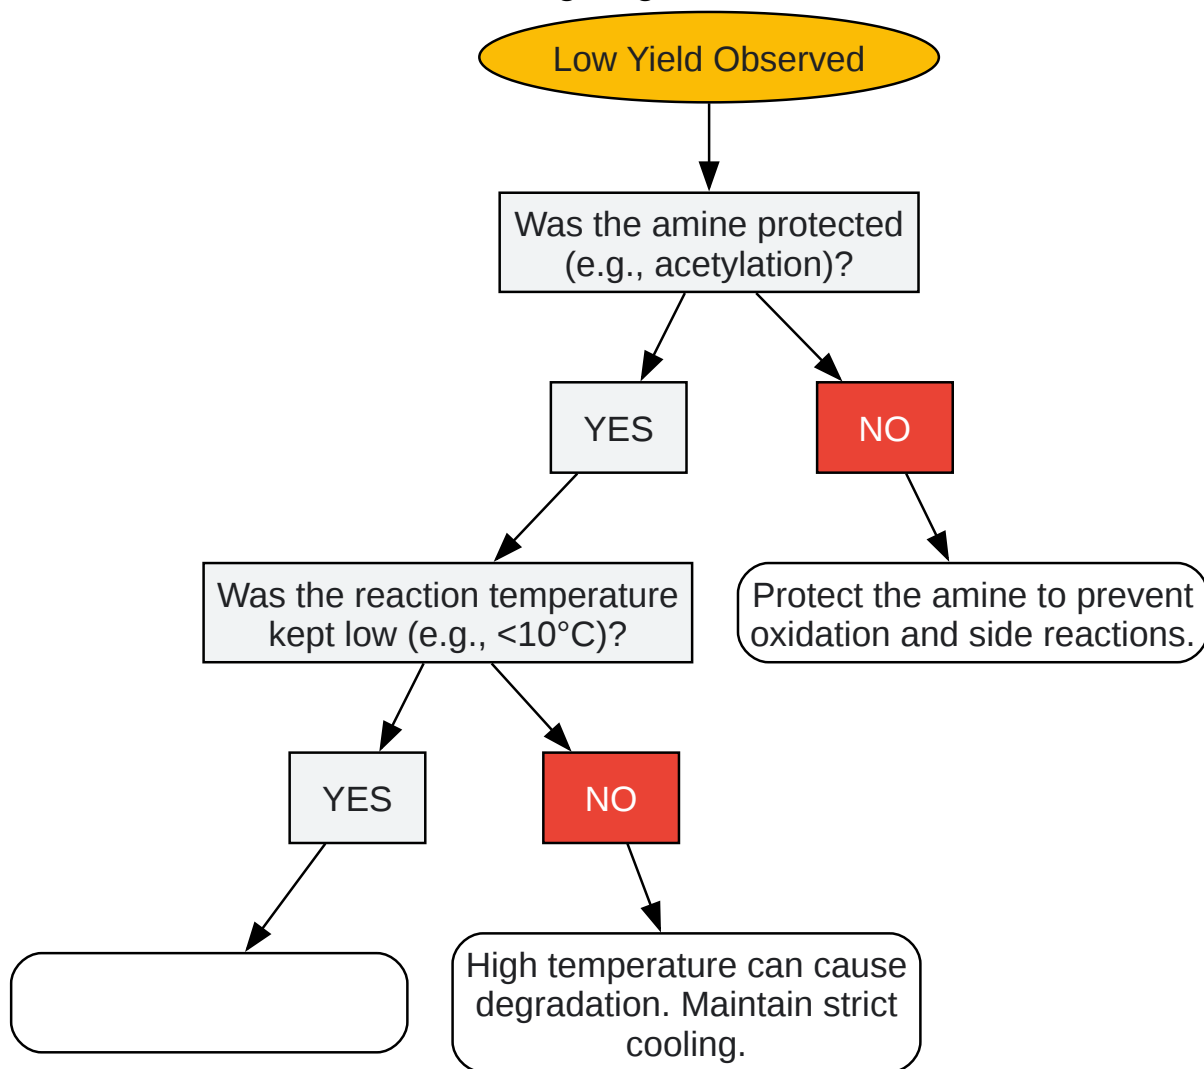 Low Yield Observed
Was the amine protected
(e.g., acetylation)?
YES
NO
Was the reaction temperature
kept low (e.g., <10°C)?
Protect the amine to prevent
oxidation and side reactions.
YES
NO
High temperature can cause
degradation. Maintain strict
cooling.